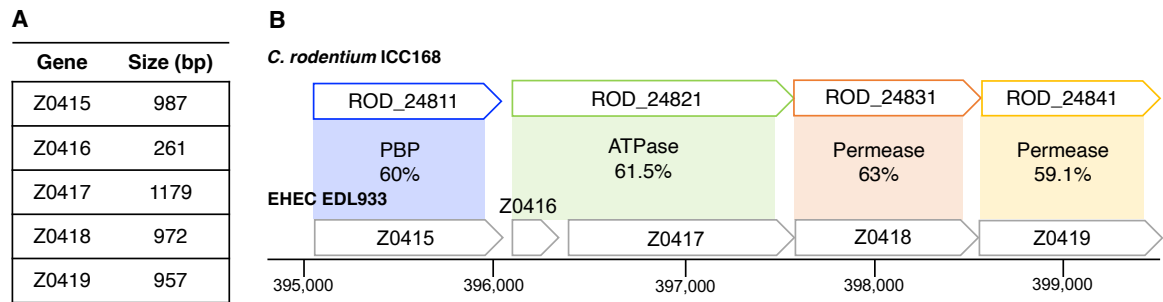 A
Gene Size (bp)
Z0415 987
Z0416 261
Z0417 1179
Z0418 972
Z0419 957
B
C. rodentium ICC168
ROD_24811 ROD_24821 ROD_24831 ROD_24841
PBP ATPase Permease Permease
60% 61.5% 63% 59.1%
EHEC EDL933
Z0416
Z0415 Z0417 Z0418 Z0419
395,000 396,000 397,000 398,000 399,000